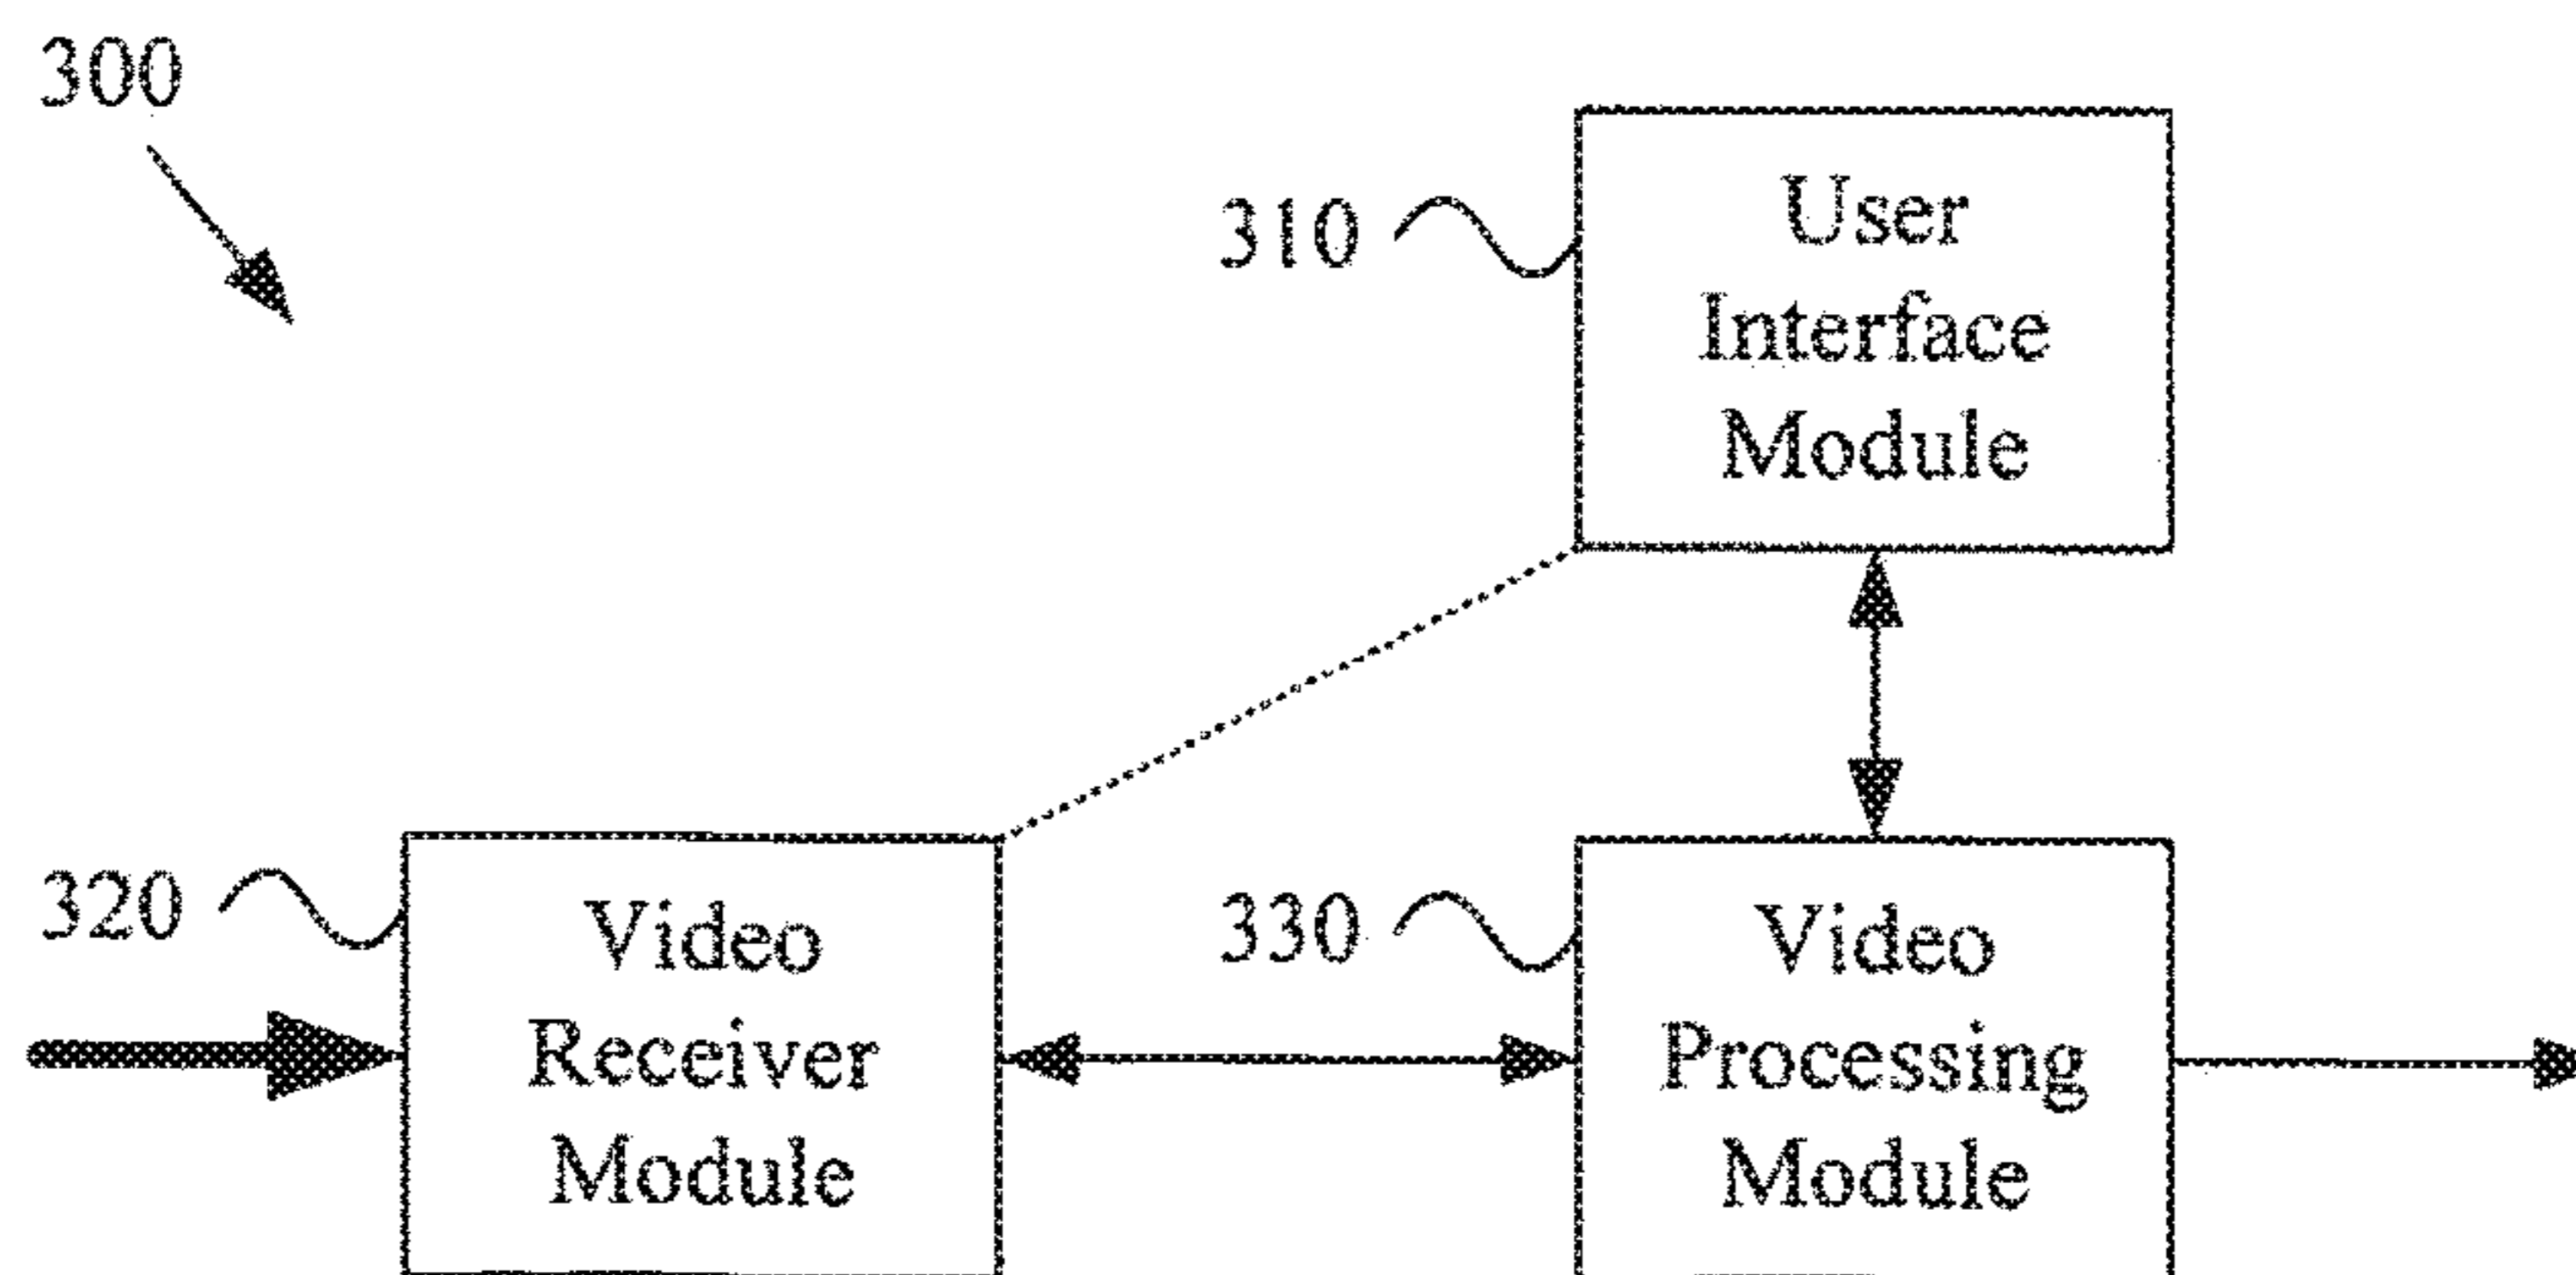 300
310
User
Interface
Module
320
Video
Receiver
Module
330
Video
Processing
Module